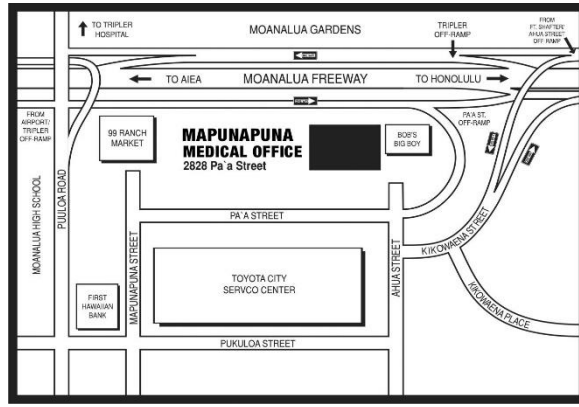 TO TRIPLER
HOSPITAL
MOANALUA GARDENS
TRIPLER
OFF-RAMP
FROM
FT. SHAFTER/
AHUA STREET
OFF RAMP
TO AIEA
MOANALUA FREEWAY
TO HONOLULU
FROM
AIRPORT/
TRIPLER
OFF-RAMP
99 RANCH
MARKET
MAPUNAPUNA
MEDICAL OFFICE
2828 Pa`a Street
BOB'S
BIG BOY
PA'A ST.
OFF-RAMP
MOANALUA HIGH SCHOOL
PUULOA ROAD
PA'A STREET
MAPUNAPUNA STREET
AHUA STREET
KIKOWAENA STREET
KIKOWAENA PLACE
TOYOTA CITY
SERVCO CENTER
FIRST
HAWAIIAN
BANK
PUKULOA STREET